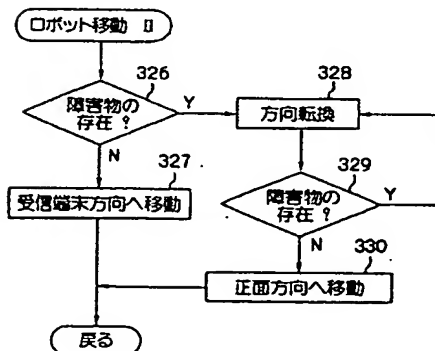 ロボット移動 Ⅱ
326
障害物の
存在?
Y
N
327
受信端末方向へ移動
328
方向転換
329
障害物の
存在?
Y
N
330
正面方向へ移動
戻る